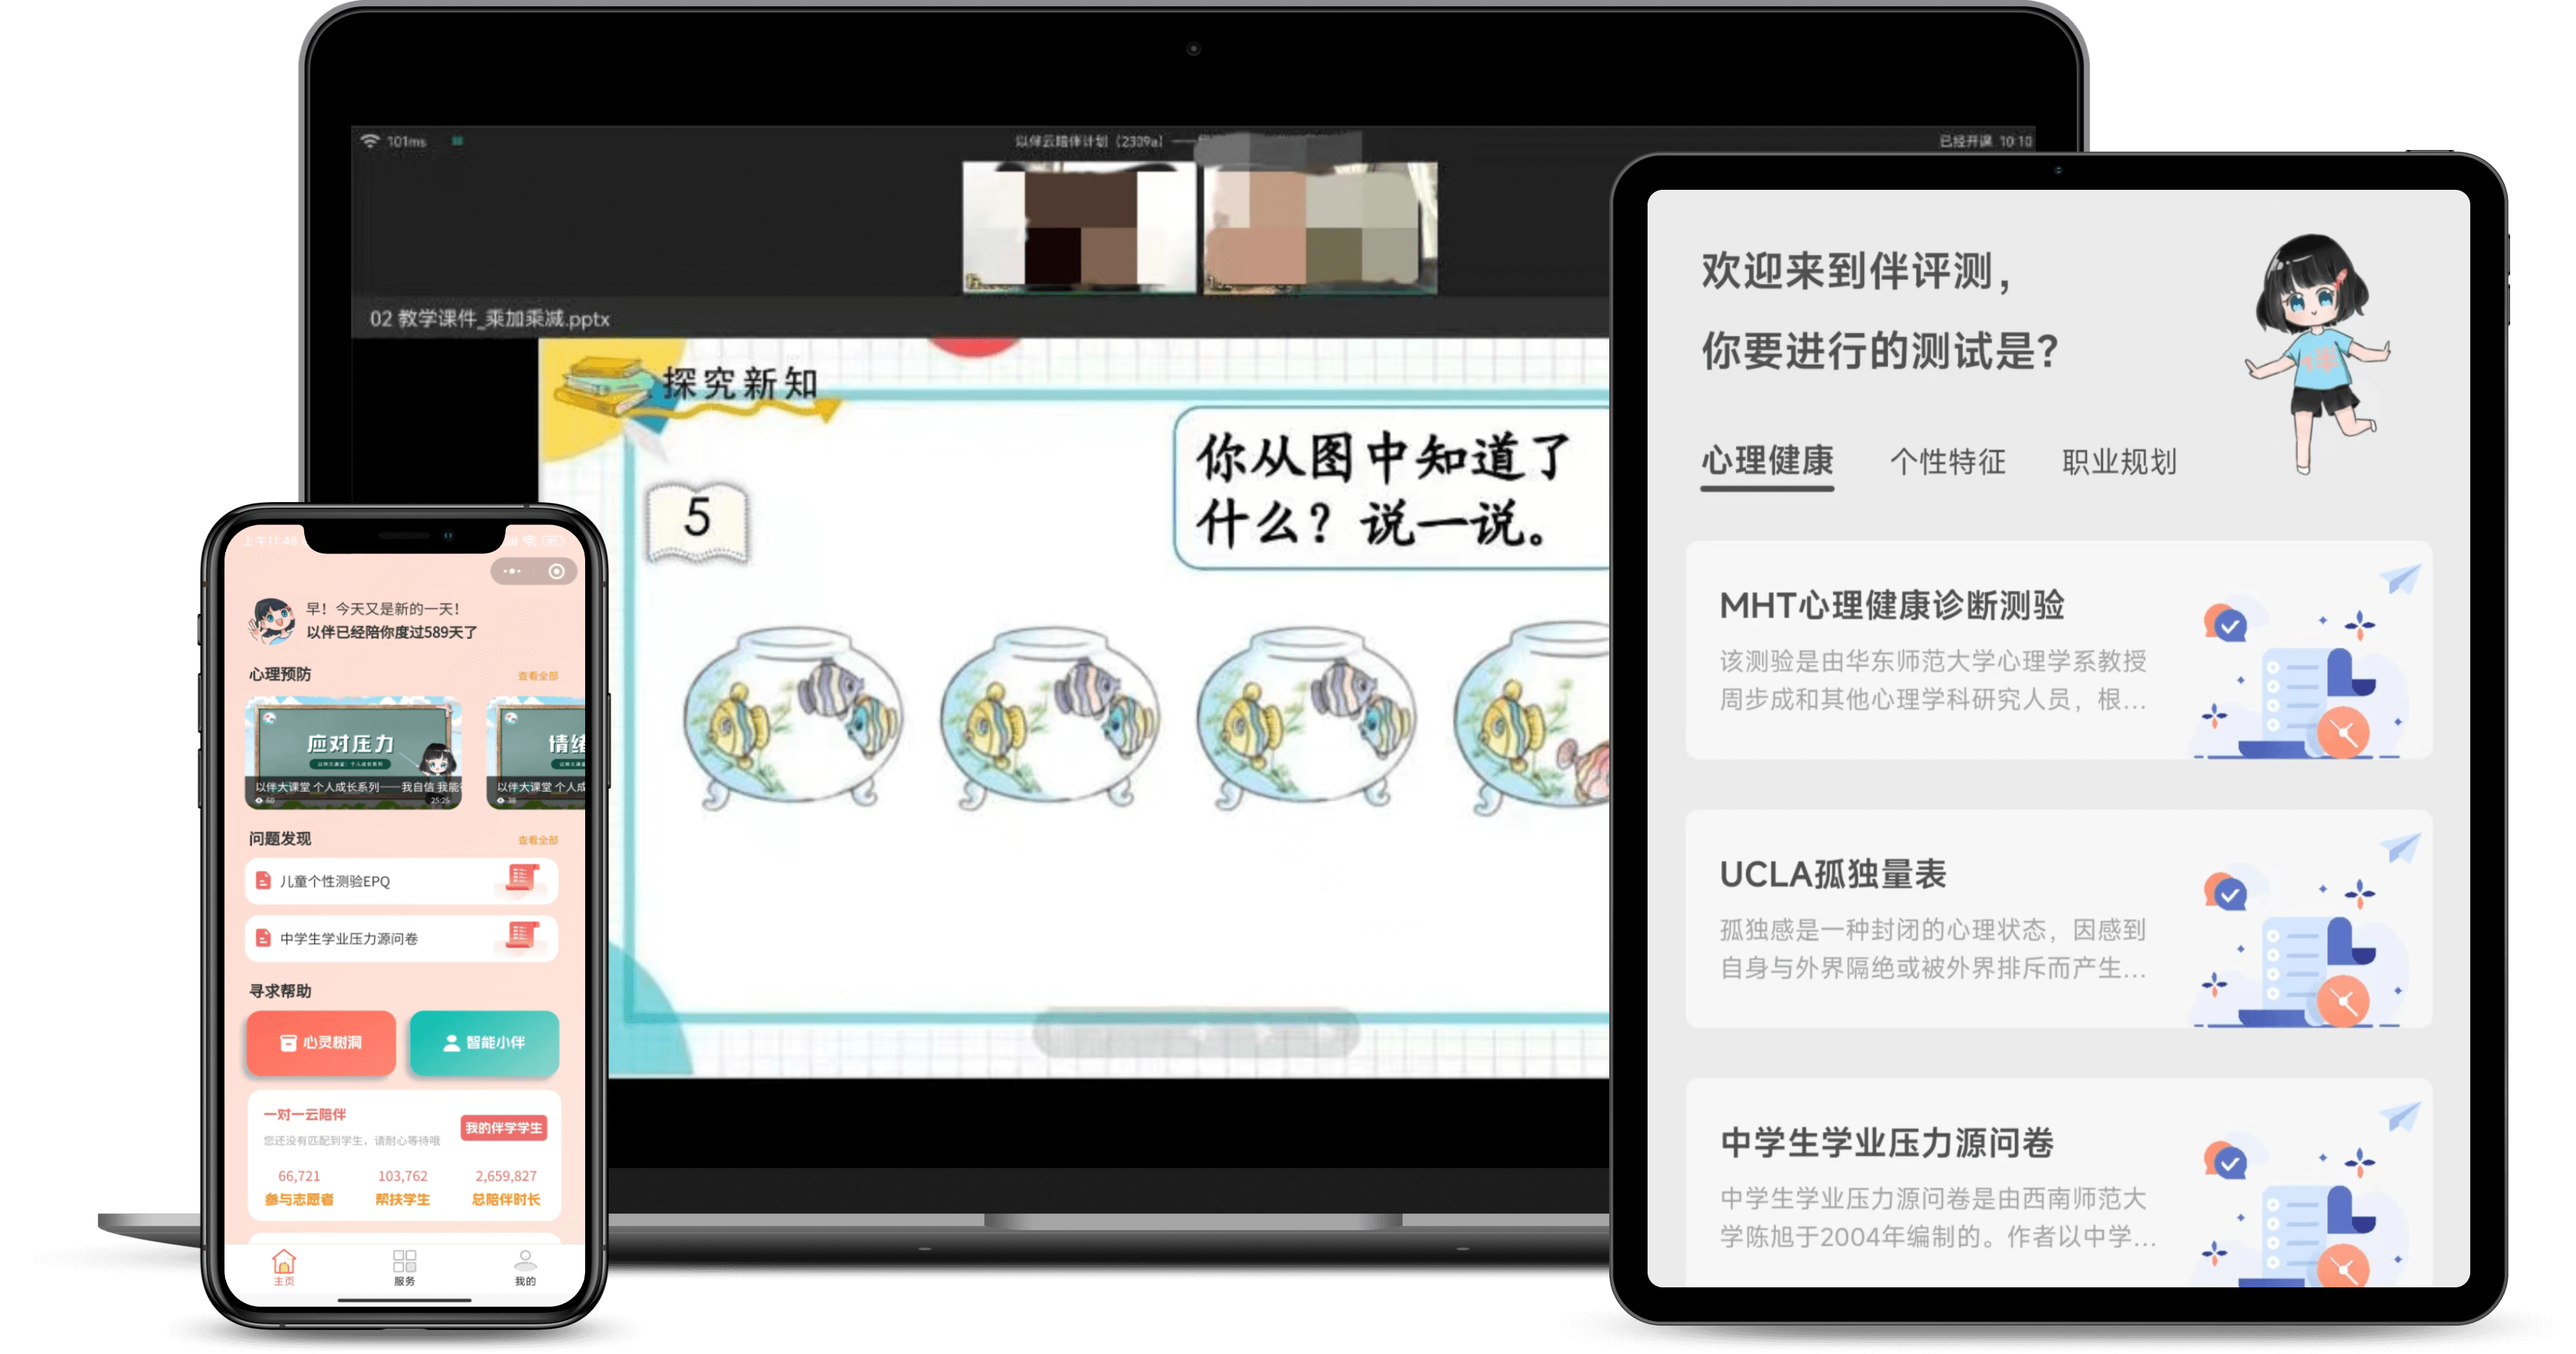 101ms
以伴云陪伴计划（2309a）
已经开课 10:10
02 教学课件_乘加乘减.pptx
探究新知
5
你从图中知道了
什么？说一说。
上午11:48
早！今天又是新的一天！
以伴已经陪你度过589天了
心理预防
查看全部
应对压力
以伴大课堂 个人成长系列——我自信 我能
60
25:25
情绪
以伴大课堂 个人成
38
问题发现
查看全部
儿童个性测验EPQ
中学生学业压力源问卷
寻求帮助
心灵树洞
智能小伴
一对一云陪伴
您还没有匹配到学生，请耐心等待哦
我的伴学学生
66,721
103,762
2,659,827
参与志愿者
帮扶学生
总陪伴时长
主页
服务
我的
欢迎来到伴评测，
你要进行的测试是？
心理健康
个性特征
职业规划
MHT心理健康诊断测验
该测验是由华东师范大学心理学系教授
周步成和其他心理学科研究人员，根...
UCLA孤独量表
孤独感是一种封闭的心理状态，因感到
自身与外界隔绝或被外界排斥而产生...
中学生学业压力源问卷
中学生学业压力源问卷是由西南师范大
学陈旭于2004年编制的。作者以中学...